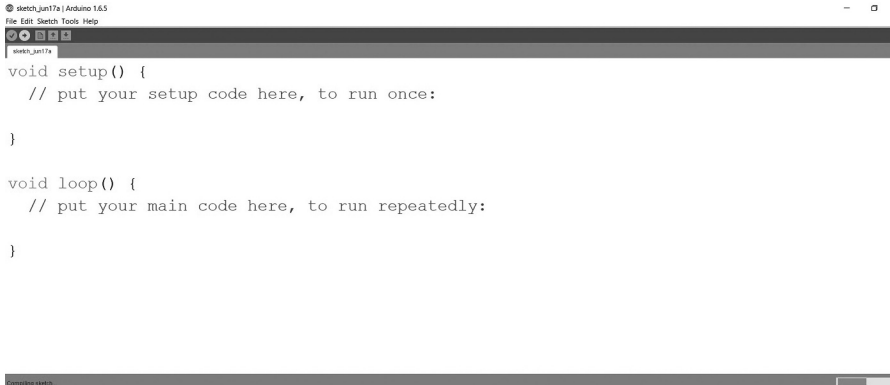 sketch_jun17a | Arduino 1.6.5
File Edit Sketch Tools Help
sketch_jun17a
void setup() {
// put your setup code here, to run once:
}
void loop() {
// put your main code here, to run repeatedly:
}
Compiling sketch